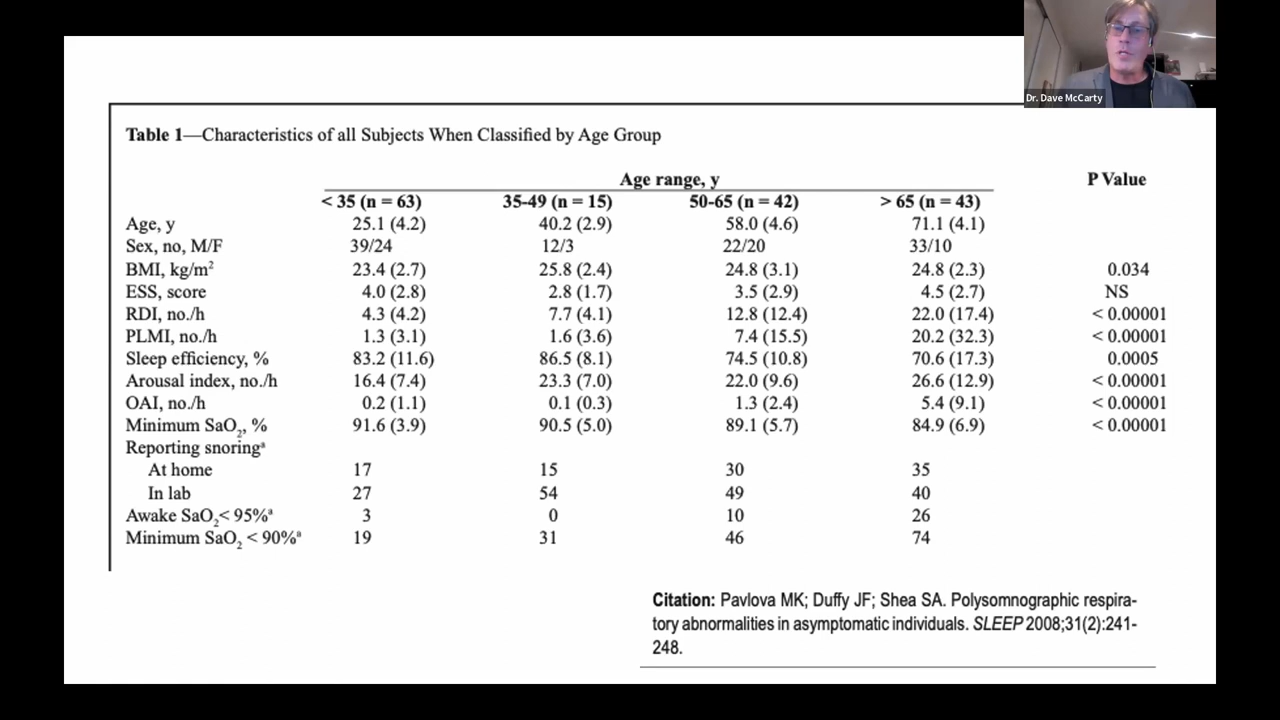 Dr. Dave McCarty
Table 1—Characteristics of all Subjects When Classified by Age Group
Age range, y P Value
< 35 (n = 63) 35-49 (n = 15) 50-65 (n = 42) > 65 (n = 43)
Age, y 25.1 (4.2) 40.2 (2.9) 58.0 (4.6) 71.1 (4.1)
Sex, no, M/F 39/24 12/3 22/20 33/10
BMI, kg/m² 23.4 (2.7) 25.8 (2.4) 24.8 (3.1) 24.8 (2.3) 0.034
ESS, score 4.0 (2.8) 2.8 (1.7) 3.5 (2.9) 4.5 (2.7) NS
RDI, no./h 4.3 (4.2) 7.7 (4.1) 12.8 (12.4) 22.0 (17.4) < 0.00001
PLMI, no./h 1.3 (3.1) 1.6 (3.6) 7.4 (15.5) 20.2 (32.3) < 0.00001
Sleep efficiency, % 83.2 (11.6) 86.5 (8.1) 74.5 (10.8) 70.6 (17.3) 0.0005
Arousal index, no./h 16.4 (7.4) 23.3 (7.0) 22.0 (9.6) 26.6 (12.9) < 0.00001
OAI, no./h 0.2 (1.1) 0.1 (0.3) 1.3 (2.4) 5.4 (9.1) < 0.00001
Minimum SaO₂, % 91.6 (3.9) 90.5 (5.0) 89.1 (5.7) 84.9 (6.9) < 0.00001
Reporting snoringᵃ
At home 17 15 30 35
In lab 27 54 49 40
Awake SaO₂< 95%ᵃ 3 0 10 26
Minimum SaO₂ < 90%ᵃ 19 31 46 74
Citation: Pavlova MK; Duffy JF; Shea SA. Polysomnographic respira-
tory abnormalities in asymptomatic individuals. SLEEP 2008;31(2):241-
248.